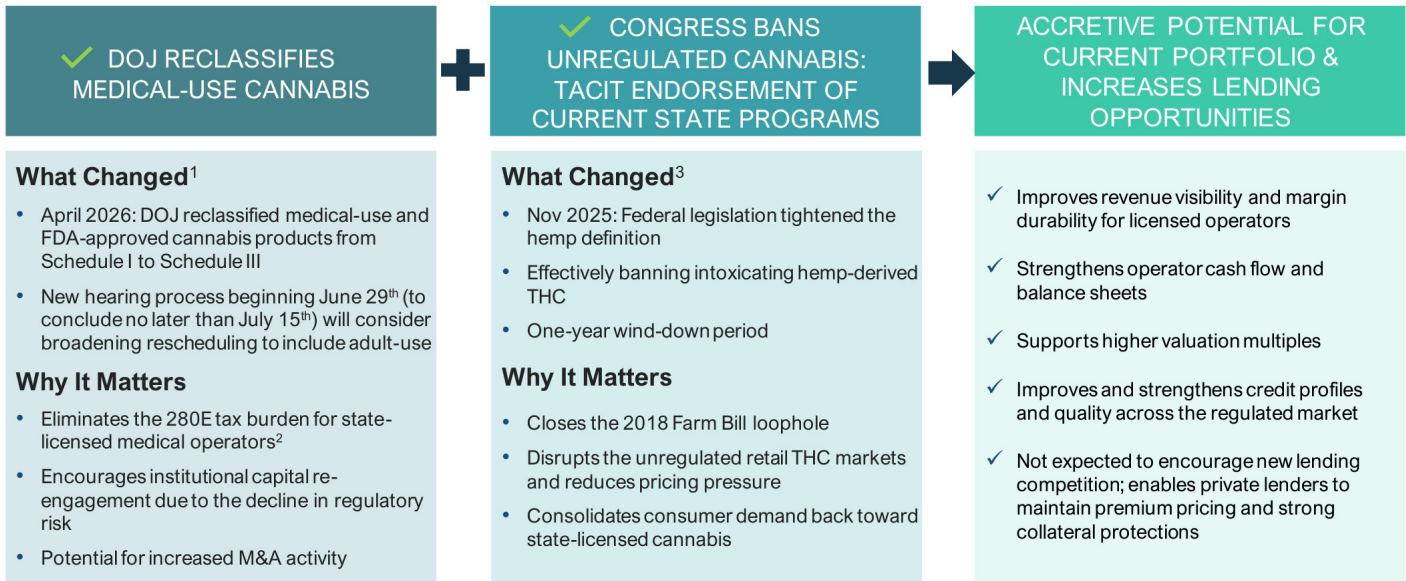 DOJ RECLASSIFIES
MEDICAL-USE CANNABIS
What Changed1
• April 2026: DOJ reclassified medical-use and
FDA-approved cannabis products from
Schedule I to Schedule III
• New hearing process beginning June 29th (to
conclude no later than July 15th) will consider
broadening rescheduling to include adult-use
Why It Matters
• Eliminates the 280E tax burden for state-
licensed medical operators2
• Encourages institutional capital re-
engagement due to the decline in regulatory
risk
• Potential for increased M&A activity
CONGRESS BANS
UNREGULATED CANNABIS:
TACIT ENDORSEMENT OF
CURRENT STATE PROGRAMS
What Changed3
• Nov 2025: Federal legislation tightened the
hemp definition
• Effectively banning intoxicating hemp-derived
THC
• One-year wind-down period
Why It Matters
• Closes the 2018 Farm Bill loophole
• Disrupts the unregulated retail THC markets
and reduces pricing pressure
• Consolidates consumer demand back toward
state-licensed cannabis
ACCRETIVE POTENTIAL FOR
CURRENT PORTFOLIO &
INCREASES LENDING
OPPORTUNITIES
✓ Improves revenue visibility and margin
durability for licensed operators
✓ Strengthens operator cash flow and
balance sheets
✓ Supports higher valuation multiples
✓ Improves and strengthens credit profiles
and quality across the regulated market
✓ Not expected to encourage new lending
competition; enables private lenders to
maintain premium pricing and strong
collateral protections